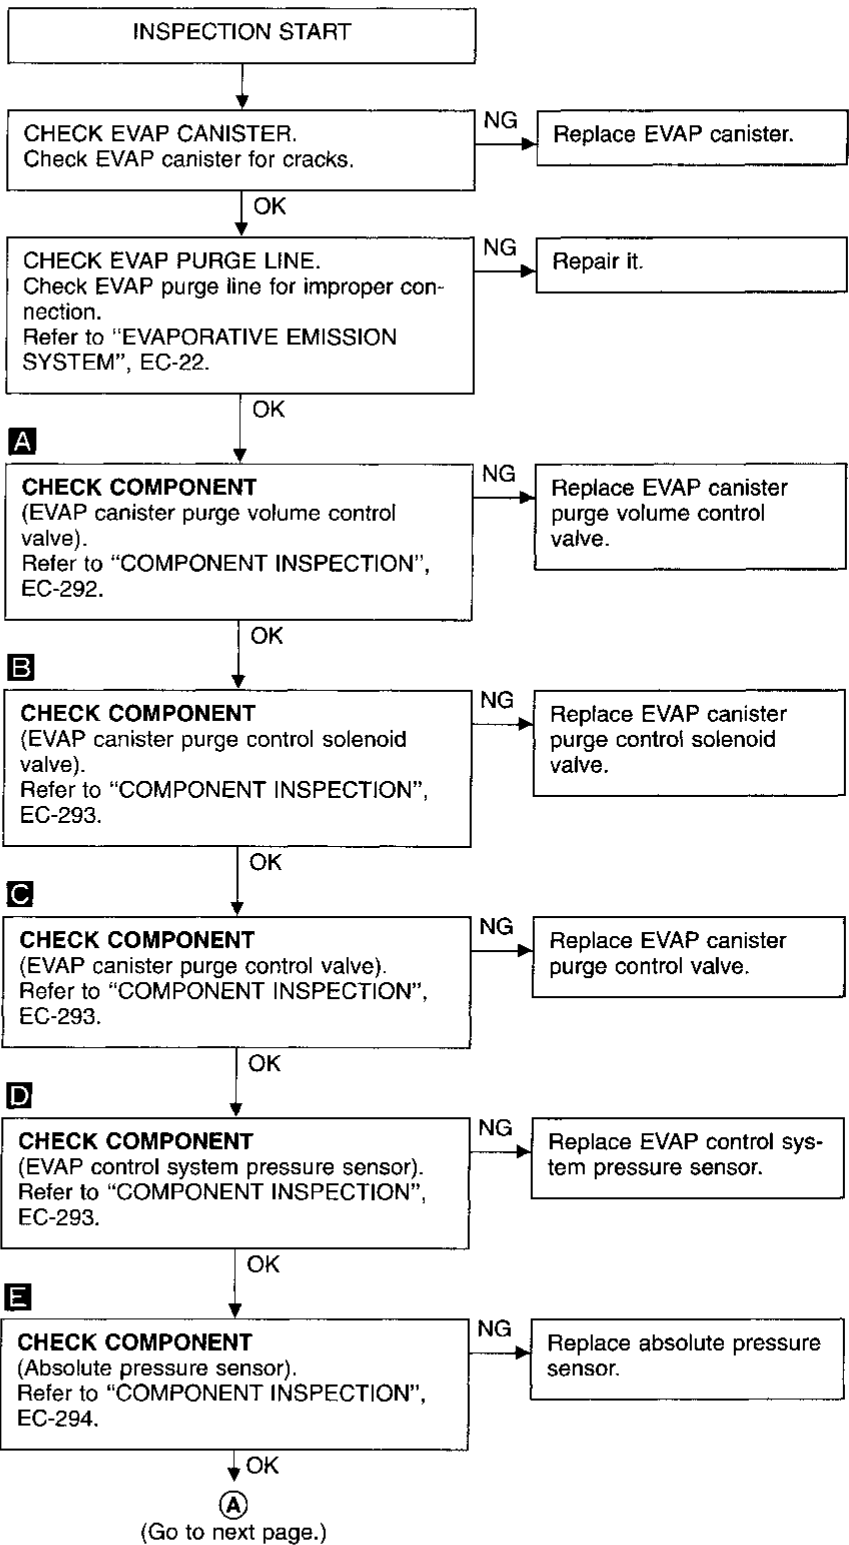 INSPECTION START
CHECK EVAP CANISTER.
Check EVAP canister for cracks.
NG
Replace EVAP canister.
OK
CHECK EVAP PURGE LINE.
Check EVAP purge line for improper con-
nection.
Refer to “EVAPORATIVE EMISSION
SYSTEM”, EC-22.
NG
Repair it.
OK
A
CHECK COMPONENT
(EVAP canister purge volume control
valve).
Refer to “COMPONENT INSPECTION”,
EC-292.
NG
Replace EVAP canister
purge volume control
valve.
OK
B
CHECK COMPONENT
(EVAP canister purge control solenoid
valve).
Refer to “COMPONENT INSPECTION”,
EC-293.
NG
Replace EVAP canister
purge control solenoid
valve.
OK
C
CHECK COMPONENT
(EVAP canister purge control valve).
Refer to “COMPONENT INSPECTION”,
EC-293.
NG
Replace EVAP canister
purge control valve.
OK
D
CHECK COMPONENT
(EVAP control system pressure sensor).
Refer to “COMPONENT INSPECTION”,
EC-293.
NG
Replace EVAP control sys-
tem pressure sensor.
OK
E
CHECK COMPONENT
(Absolute pressure sensor).
Refer to “COMPONENT INSPECTION”,
EC-294.
NG
Replace absolute pressure
sensor.
OK
Ⓐ
(Go to next page.)